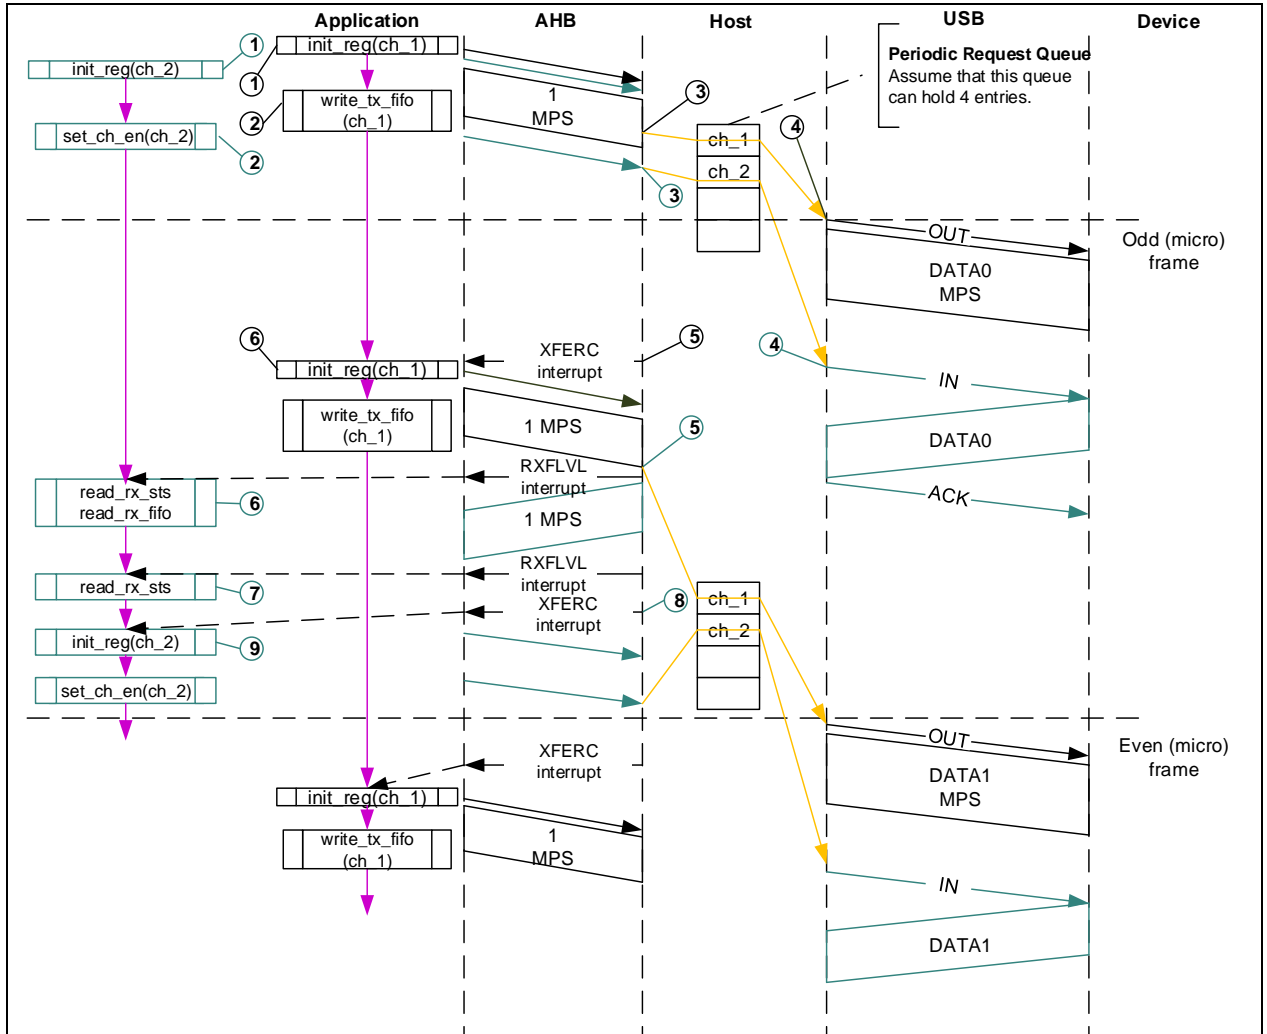 Application AHB Host USB Device
1 init_reg(ch_1)
init_reg(ch_2) 1
Periodic Request Queue
Assume that this queue
can hold 4 entries.
2 write_tx_fifo
(ch_1)
1
MPS
3
4
set_ch_en(ch_2) 2
ch_1
ch_2
3
OUT
DATA0
MPS
Odd (micro)
frame
6 init_reg(ch_1)
XFERC
interrupt
5
4
IN
write_tx_fifo
(ch_1)
1 MPS
5
DATA0
RXFLVL
interrupt
read_rx_sts
read_rx_fifo
6
ACK
1 MPS
read_rx_sts 7
RXFLVL
interrupt
XFERC
interrupt
8
ch_1
ch_2
init_reg(ch_2) 9
set_ch_en(ch_2)
OUT
DATA1
MPS
Even (micro)
frame
XFERC
interrupt
init_reg(ch_1)
write_tx_fifo
(ch_1)
1
MPS
IN
DATA1